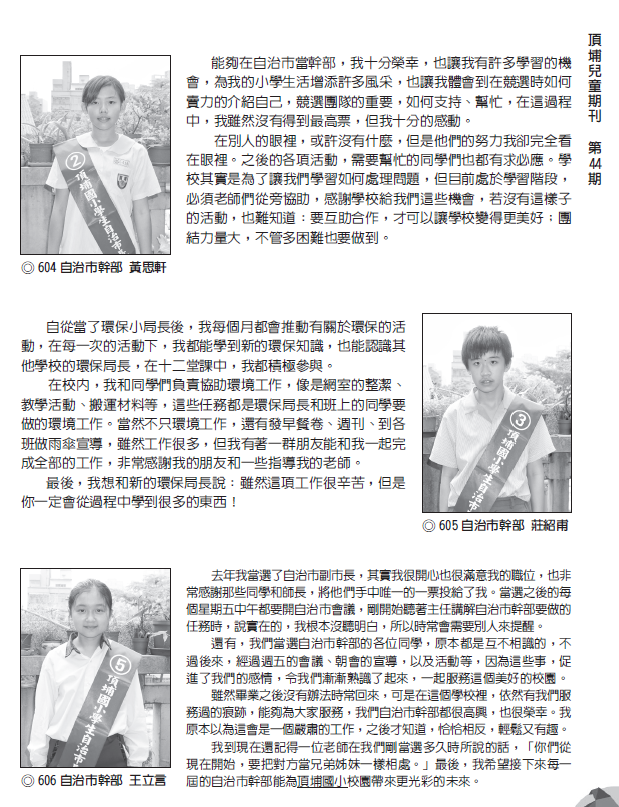 頂埔兒童期刊　第44期
能夠在自治市當幹部，我十分榮幸，也讓我有許多學習的機
會，為我的小學生活增添許多風采，也讓我體會到在競選時如何
賣力的介紹自己，競選團隊的重要，如何支持、幫忙，在這過程
中，我雖然沒有得到最高票，但我十分的感動。
在別人的眼裡，或許沒有什麼，但是他們的努力我卻完全看
在眼裡。之後的各項活動，需要幫忙的同學們也都有求必應。學
校其實是為了讓我們學習如何處理問題，但目前處於學習階段，
必須老師們從旁協助，感謝學校給我們這些機會，若沒有這樣子
的活動，也難知道：要互助合作，才可以讓學校變得更美好；團
結力量大，不管多困難也要做到。
② 頂埔國小學生自治市長
◎ 604 自治市幹部 黃思軒
自從當了環保小局長後，我每個月都會推動有關於環保的活
動，在每一次的活動下，我都能學到新的環保知識，也能認識其
他學校的環保局長，在十二堂課中，我都積極參與。
在校內，我和同學們負責協助環境工作，像是網室的整潔、
教學活動、搬運材料等，這些任務都是環保局長和班上的同學要
做的環境工作。當然不只環境工作，還有發早餐卷、週刊、到各
班做雨傘宣導，雖然工作很多，但我有著一群朋友能和我一起完
成全部的工作，非常感謝我的朋友和一些指導我的老師。
最後，我想和新的環保局長說：雖然這項工作很辛苦，但是
你一定會從過程中學到很多的東西！
③ 頂埔國小學生自治市
◎ 605 自治市幹部 莊紹甫
去年我當選了自治市副市長，其實我很開心也很滿意我的職位，也非
常感謝那些同學和師長，將他們手中唯一的一票投給了我。當選之後的每
個星期五中午都要開自治市會議，剛開始聽著主任講解自治市幹部要做的
任務時，說實在的，我根本沒聽明白，所以時常會需要別人來提醒。
還有，我們當選自治市幹部的各位同學，原本都是互不相識的，不
過後來，經過週五的會議、朝會的宣導，以及活動等，因為這些事，促
進了我們的感情，令我們漸漸熟識了起來，一起服務這個美好的校園。
雖然畢業之後沒有辦法時常回來，可是在這個學校裡，依然有我們服
務過的痕跡，能夠為大家服務，我們自治市幹部都很高興，也很榮幸。我
原本以為這會是一個嚴肅的工作，之後才知道，恰恰相反，輕鬆又有趣。
我到現在還記得一位老師在我們剛當選多久時所說的話，「你們從
現在開始，要把對方當兄弟姊妹一樣相處。」最後，我希望接下來每一
屆的自治市幹部能為頂埔國小校園帶來更光彩的未來。
⑤ 頂埔國小學生自治市
◎ 606 自治市幹部 王立言